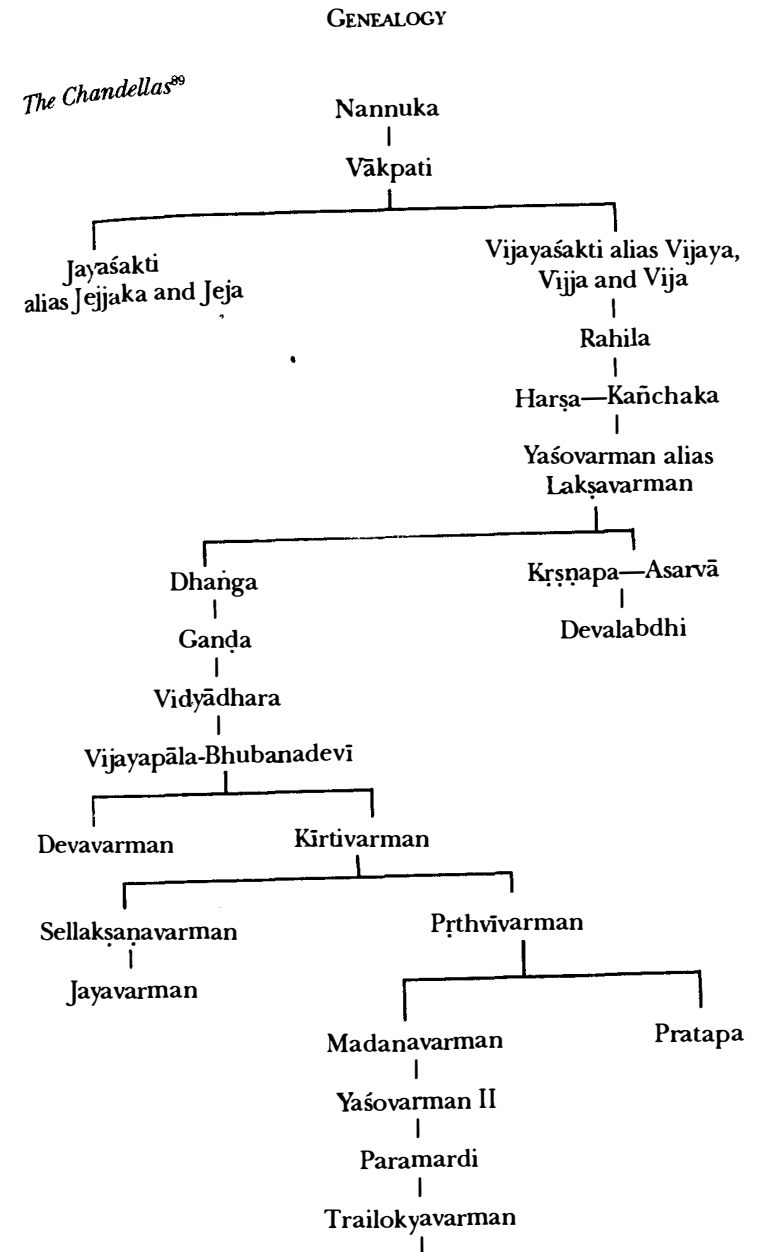 GENEALOGY
The Chandellas⁸⁹
Nannuka
Vākpati
Jayaśakti
alias Jejjaka and Jeja
Vijayaśakti alias Vijaya,
Vijja and Vija
Rahila
Harṣa—Kañchaka
Yaśovarman alias
Lakṣavarman
Dhaṅga
Kṛṣṇapa—Asarvā
Gaṇḍa
Devalabdhi
Vidyādhara
Vijayapāla-Bhubanadevī
Devavarman
Kīrtivarman
Sellakṣaṇavarman
Pṛthvīvarman
Jayavarman
Madanavarman
Pratapa
Yaśovarman II
Paramardi
Trailokyavarman